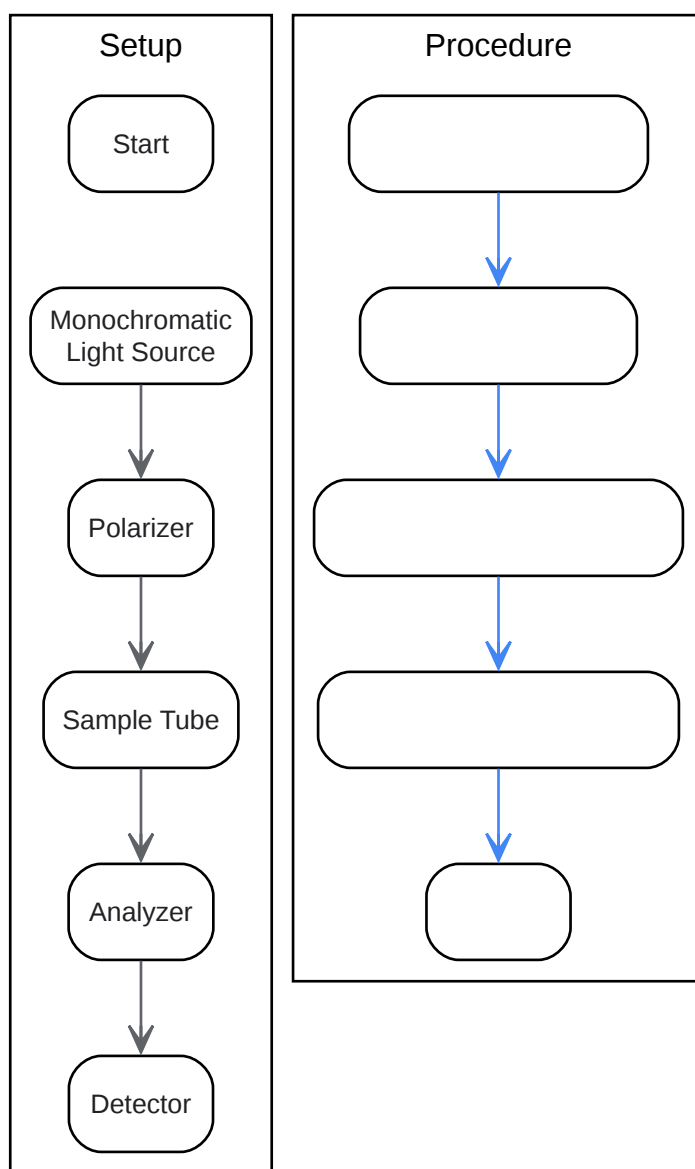 Setup
Start
Monochromatic
Light Source
Polarizer
Sample Tube
Analyzer
Detector
Procedure